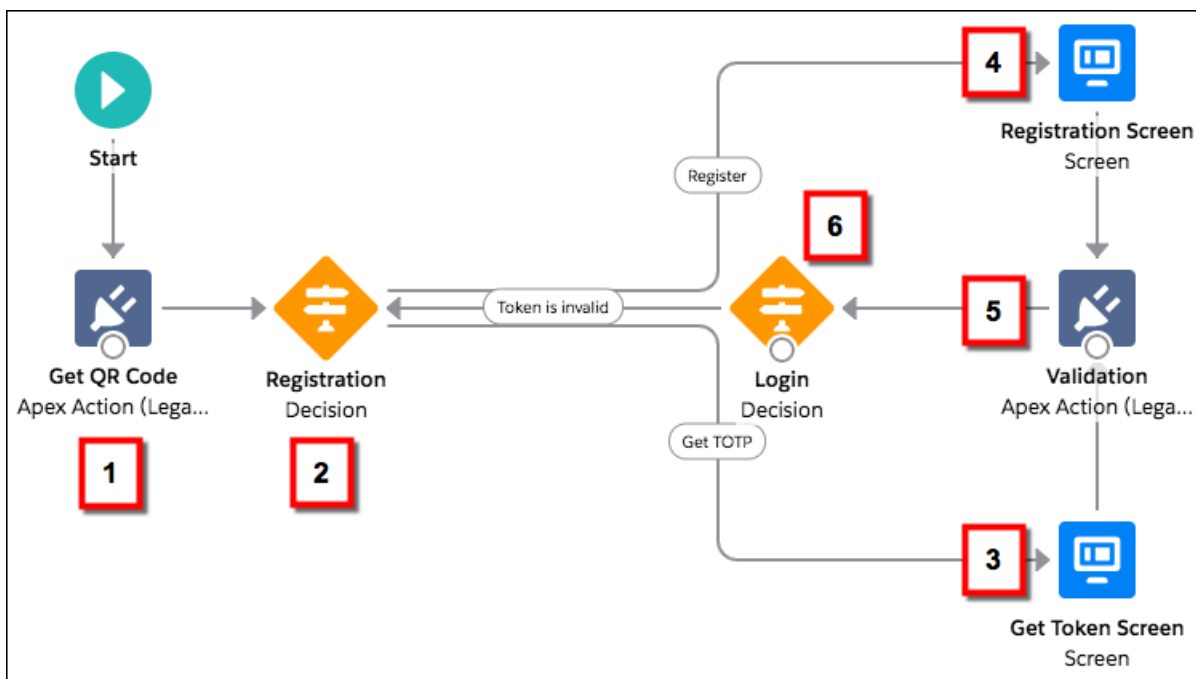 4
Start
Registration Screen
Screen
Register
6
Token is invalid
5
Get QR Code
Apex Action (Lega...
Registration
Decision
Login
Decision
Validation
Apex Action (Lega...
1
2
Get TOTP
3
Get Token Screen
Screen